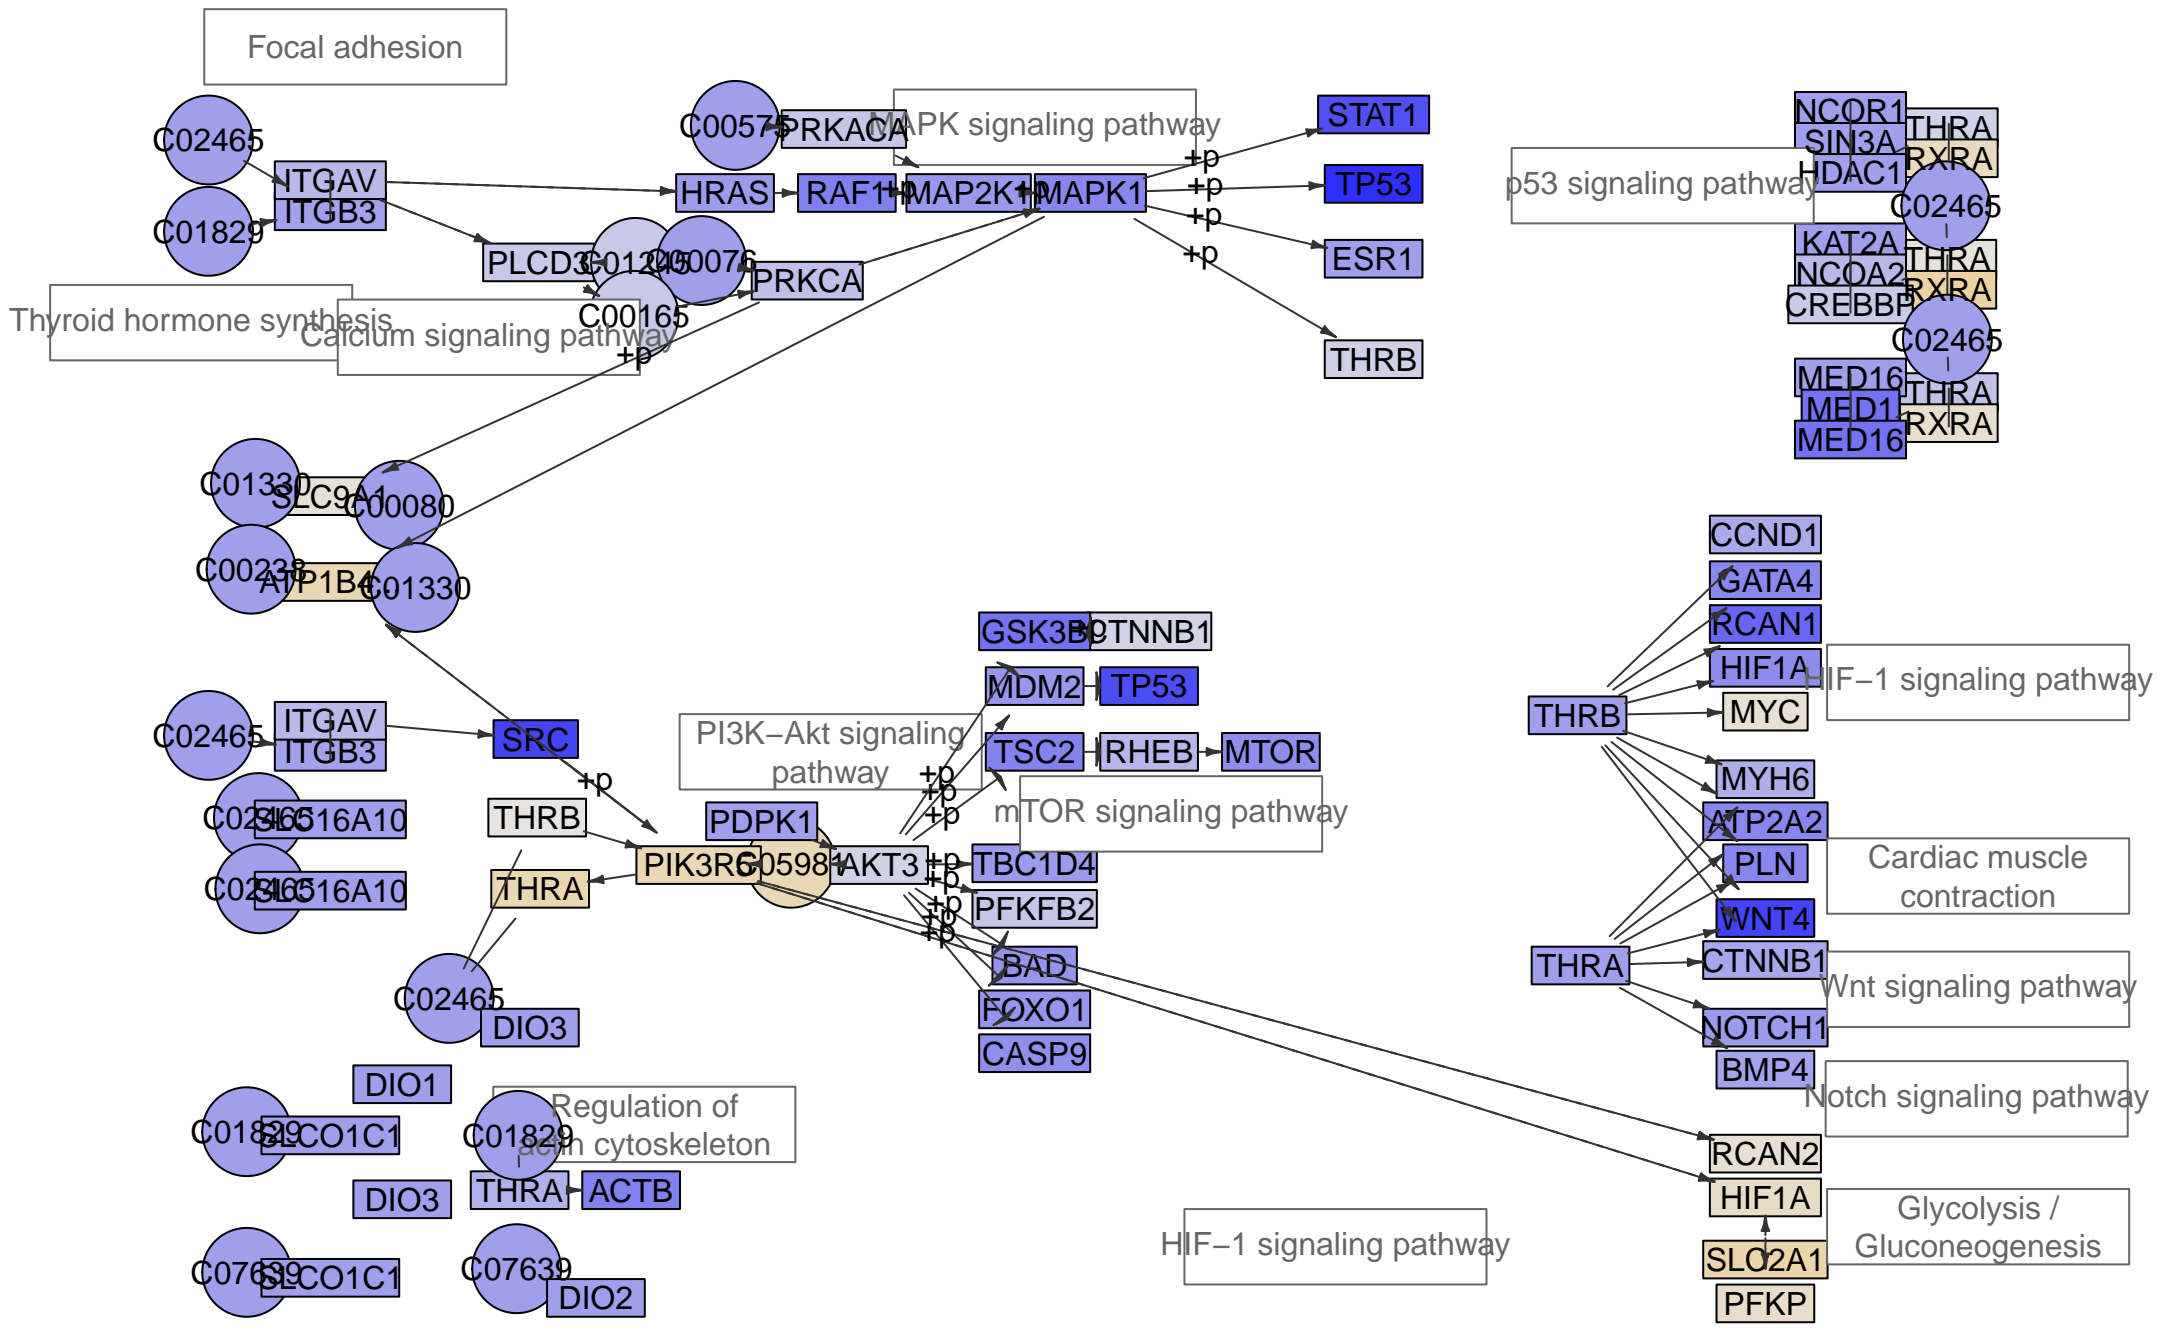 Focal adhesion
C02465
ITGAV
ITGB3
C01829
C00575
PRKACA
MAPK signaling pathway
HRAS
RAF1
+p
MAP2K1
+p
MAPK1
STAT1
+p
TP53
+p
ESR1
+p
THRB
+p
PLCD3
C01245
C00076
C00165
PRKCA
Thyroid hormone synthesis
Calcium signaling pathway
+p
NCOR1
SIN3A
HDAC1
THRA
RXRA
p53 signaling pathway
C02465
KAT2A
NCOA2
CREBBP
THRA
RXRA
C02465
MED16
MED1
MED16
THRA
RXRA
C01330
SLC9A1
C00080
C00238
ATP1B4...
C01330
GSK3B
+p
CTNNB1
MDM2
TP53
TSC2
RHEB
MTOR
PI3K–Akt signaling
pathway
mTOR signaling pathway
+p
+p
+p
C02465
ITGAV
ITGB3
SRC
+p
C02465
SLC16A10
C02465
SLC16A10
THRB
THRA
PIK3R5
C05981
PDPK1
AKT3
+p
+p
+p
+p
+p
TBC1D4
PFKFB2
BAD
FOXO1
CASP9
C02465
DIO3
DIO1
C01829
SLCO1C1
DIO3
C07639
SLCO1C1
Regulation of
actin cytoskeleton
C01829
THRA
ACTB
C07639
DIO2
HIF–1 signaling pathway
CCND1
GATA4
RCAN1
HIF1A
HIF–1 signaling pathway
THRB
MYC
MYH6
ATP2A2
PLN
Cardiac muscle
contraction
WNT4
THRA
CTNNB1
Wnt signaling pathway
NOTCH1
BMP4
Notch signaling pathway
RCAN2
HIF1A
Glycolysis /
Gluconeogenesis
SLC2A1
PFKP